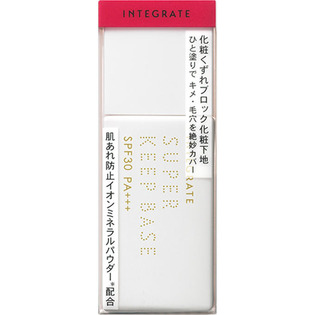 INTEGRATE
化粧くずれブロック化粧下地
ひと塗りで キメ・毛穴を絶妙カバー
INTEGRATE
SUPER
KEEP BASE
SPF30 PA+++
肌あれ防止イオンミネラルパウダー®配合